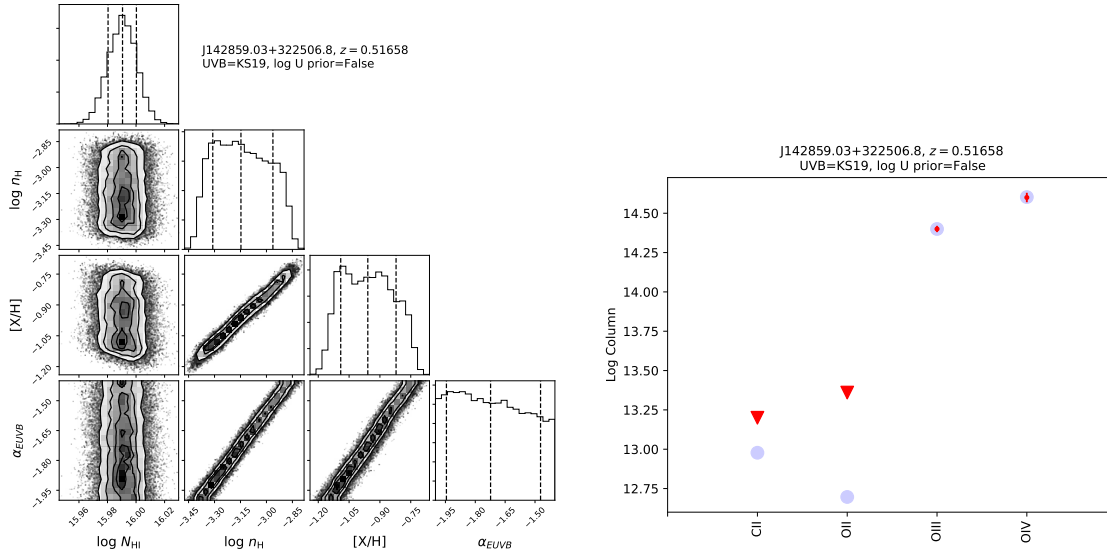 J142859.03+322506.8, z = 0.51658
UVB=KS19, log U prior=False
log n_H
−2.85
−3.00
−3.15
−3.30
−3.45
[X/H]
−0.75
−0.90
−1.05
−1.20
α_EUVB
−1.50
−1.65
−1.80
−1.95
15.96
15.98
16.00
16.02
log N_HI
−3.45
−3.30
−3.15
−3.00
−2.85
log n_H
−1.20
−1.05
−0.90
−0.75
[X/H]
−1.95
−1.80
−1.65
−1.50
α_EUVB
J142859.03+322506.8, z = 0.51658
UVB=KS19, log U prior=False
Log Column
14.50
14.25
14.00
13.75
13.50
13.25
13.00
12.75
CII
OII
OIII
OIV